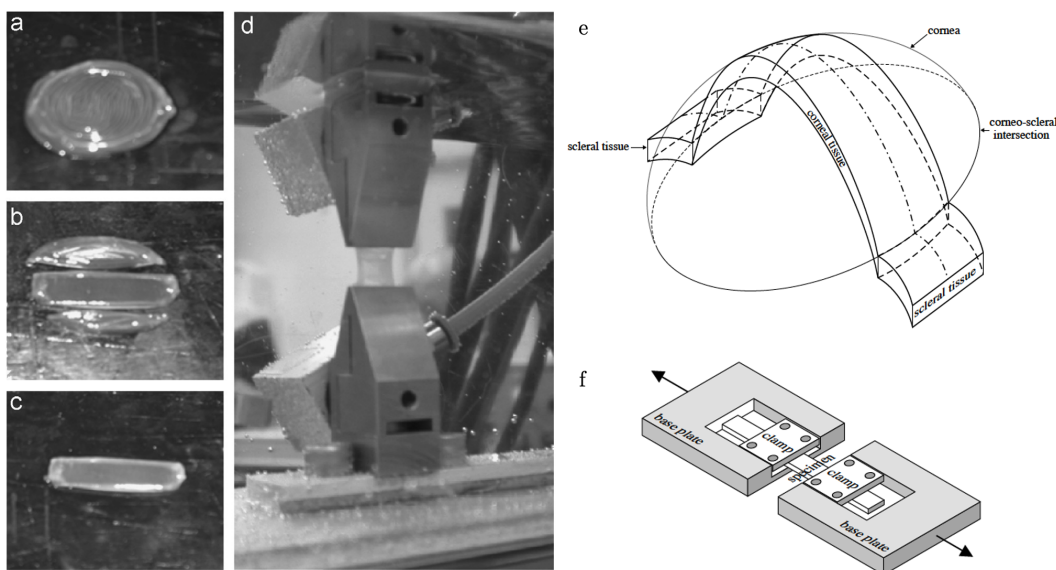 a
b
c
d
e
cornea
corneo-scleral
intersection
scleral tissue
corneal tissue
scleral tissue
f
base plate
clamp
specimen
clamp
base plate